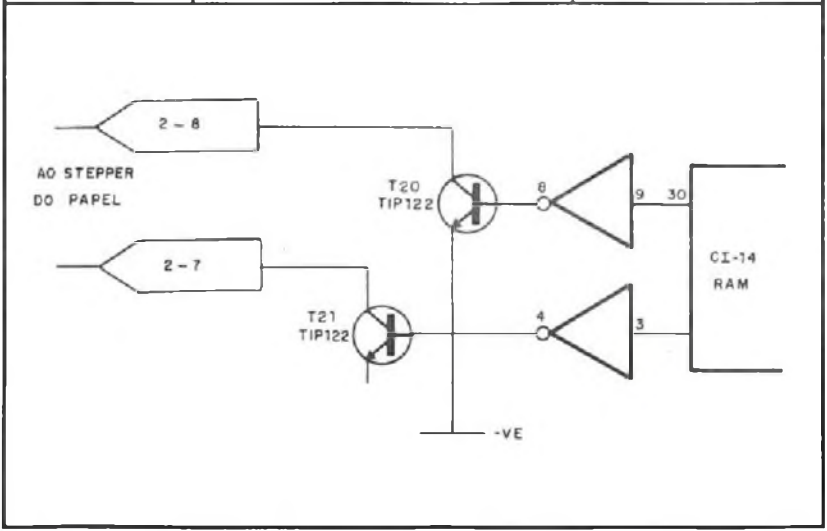 2-8
AO STEPPER
DO PAPEL
T20
TIP122
8
9
30
CI-14
RAM
2-7
T21
TIP122
4
3
-VE